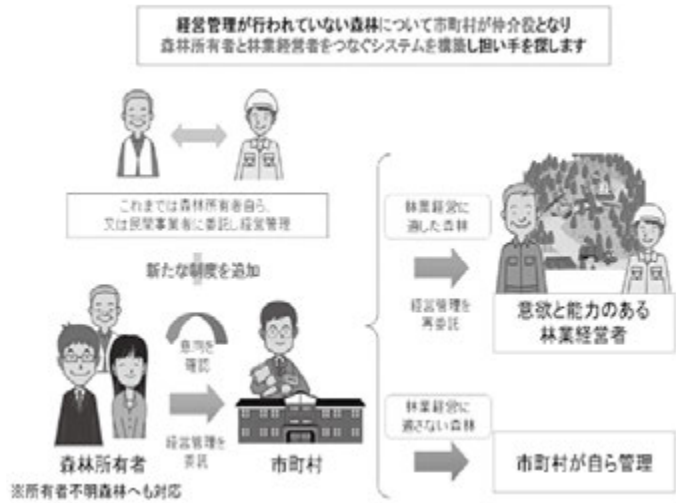 経営管理が行われていない森林について市町村が仲介役となり
森林所有者と林業経営者をつなぐシステムを構築し担い手を探します
これまでは森林所有者自ら、
又は民間事業者に委託し経営管理
新たな制度を追加
意向を
確認
経営管理を
委託
森林所有者
市町村
※所有者不明森林へも対応
林業経営に
適した森林
経営管理を
再委託
意欲と能力のある
林業経営者
林業経営に
適さない森林
市町村が自ら管理